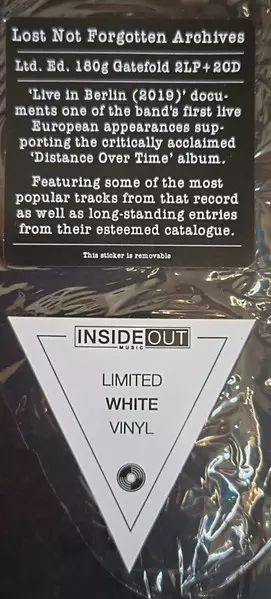 Lost Not Forgotten Archives
Ltd. Ed. 180g Gatefold 2LP+2CD
'Live in Berlin (2019)' docu-
ments one of the band's first live
European appearances sup-
porting the critically acclaimed
'Distance Over Time' album.
Featuring some of the most
popular tracks from that record
as well as long-standing entries
from their esteemed catalogue.
This sticker is removable
INSIDEOUT
MUSIC
LIMITED
WHITE
VINYL